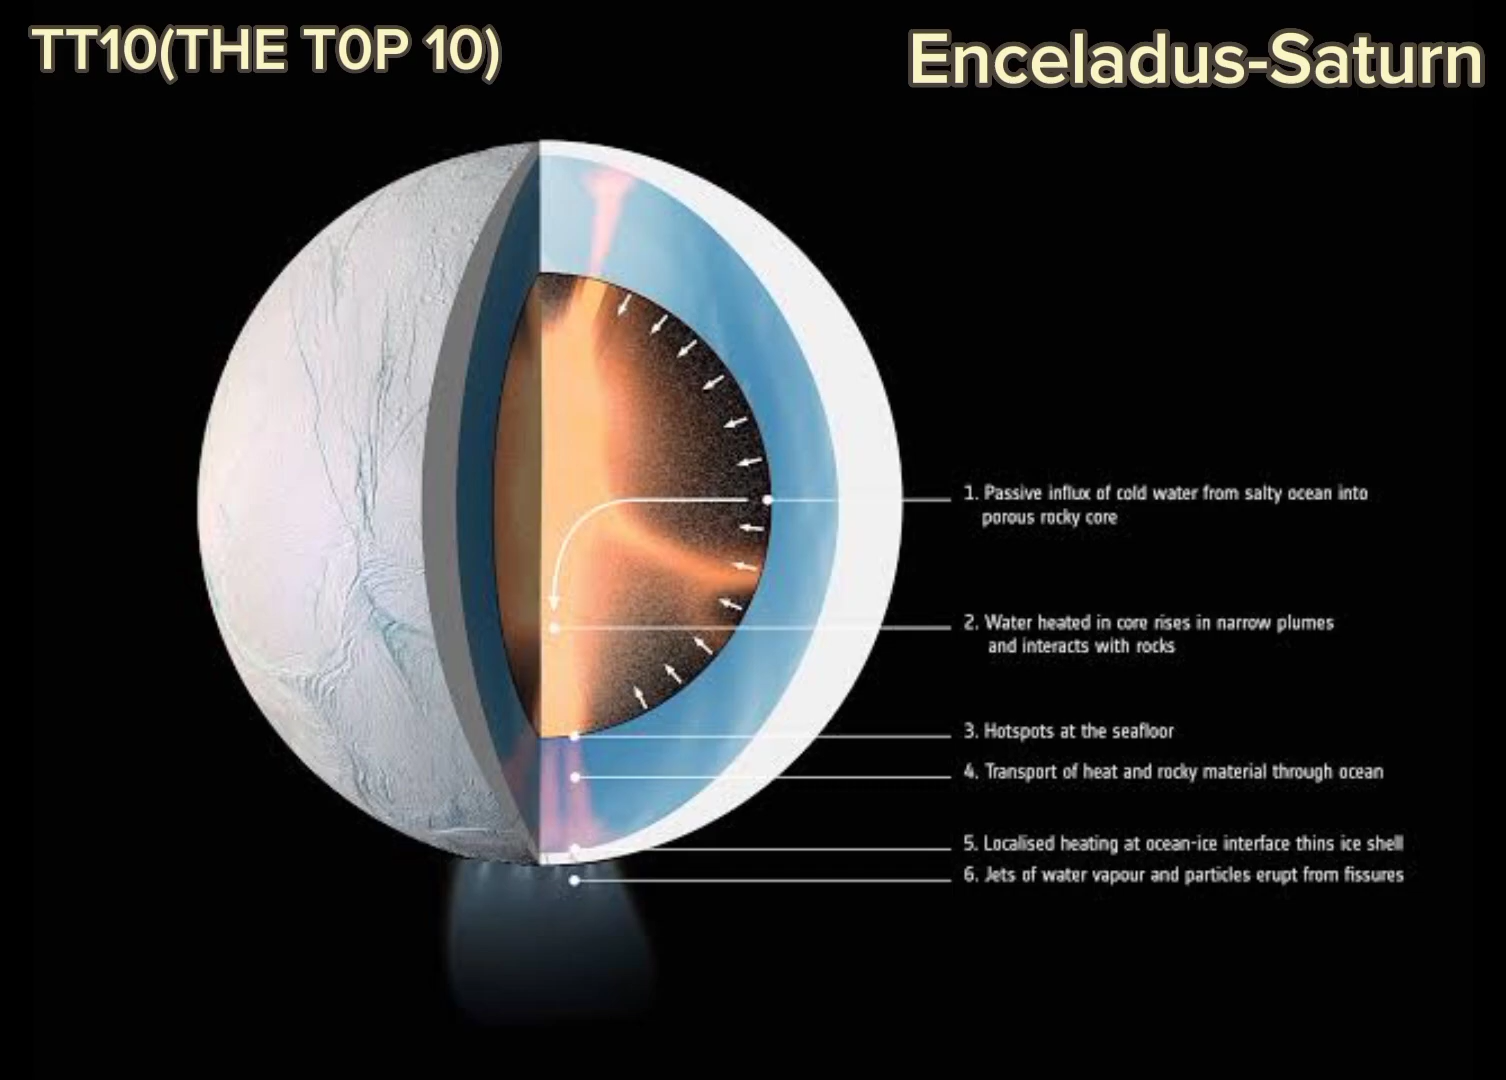 TT10(THE T0P 10)
Enceladus-Saturn
1. Passive influx of cold water from salty ocean into
porous rocky core
2. Water heated in core rises in narrow plumes
and interacts with rocks
3. Hotspots at the seafloor
4. Transport of heat and rocky material through ocean
5. Localised heating at ocean-ice interface thins ice shell
6. Jets of water vapour and particles erupt from fissures